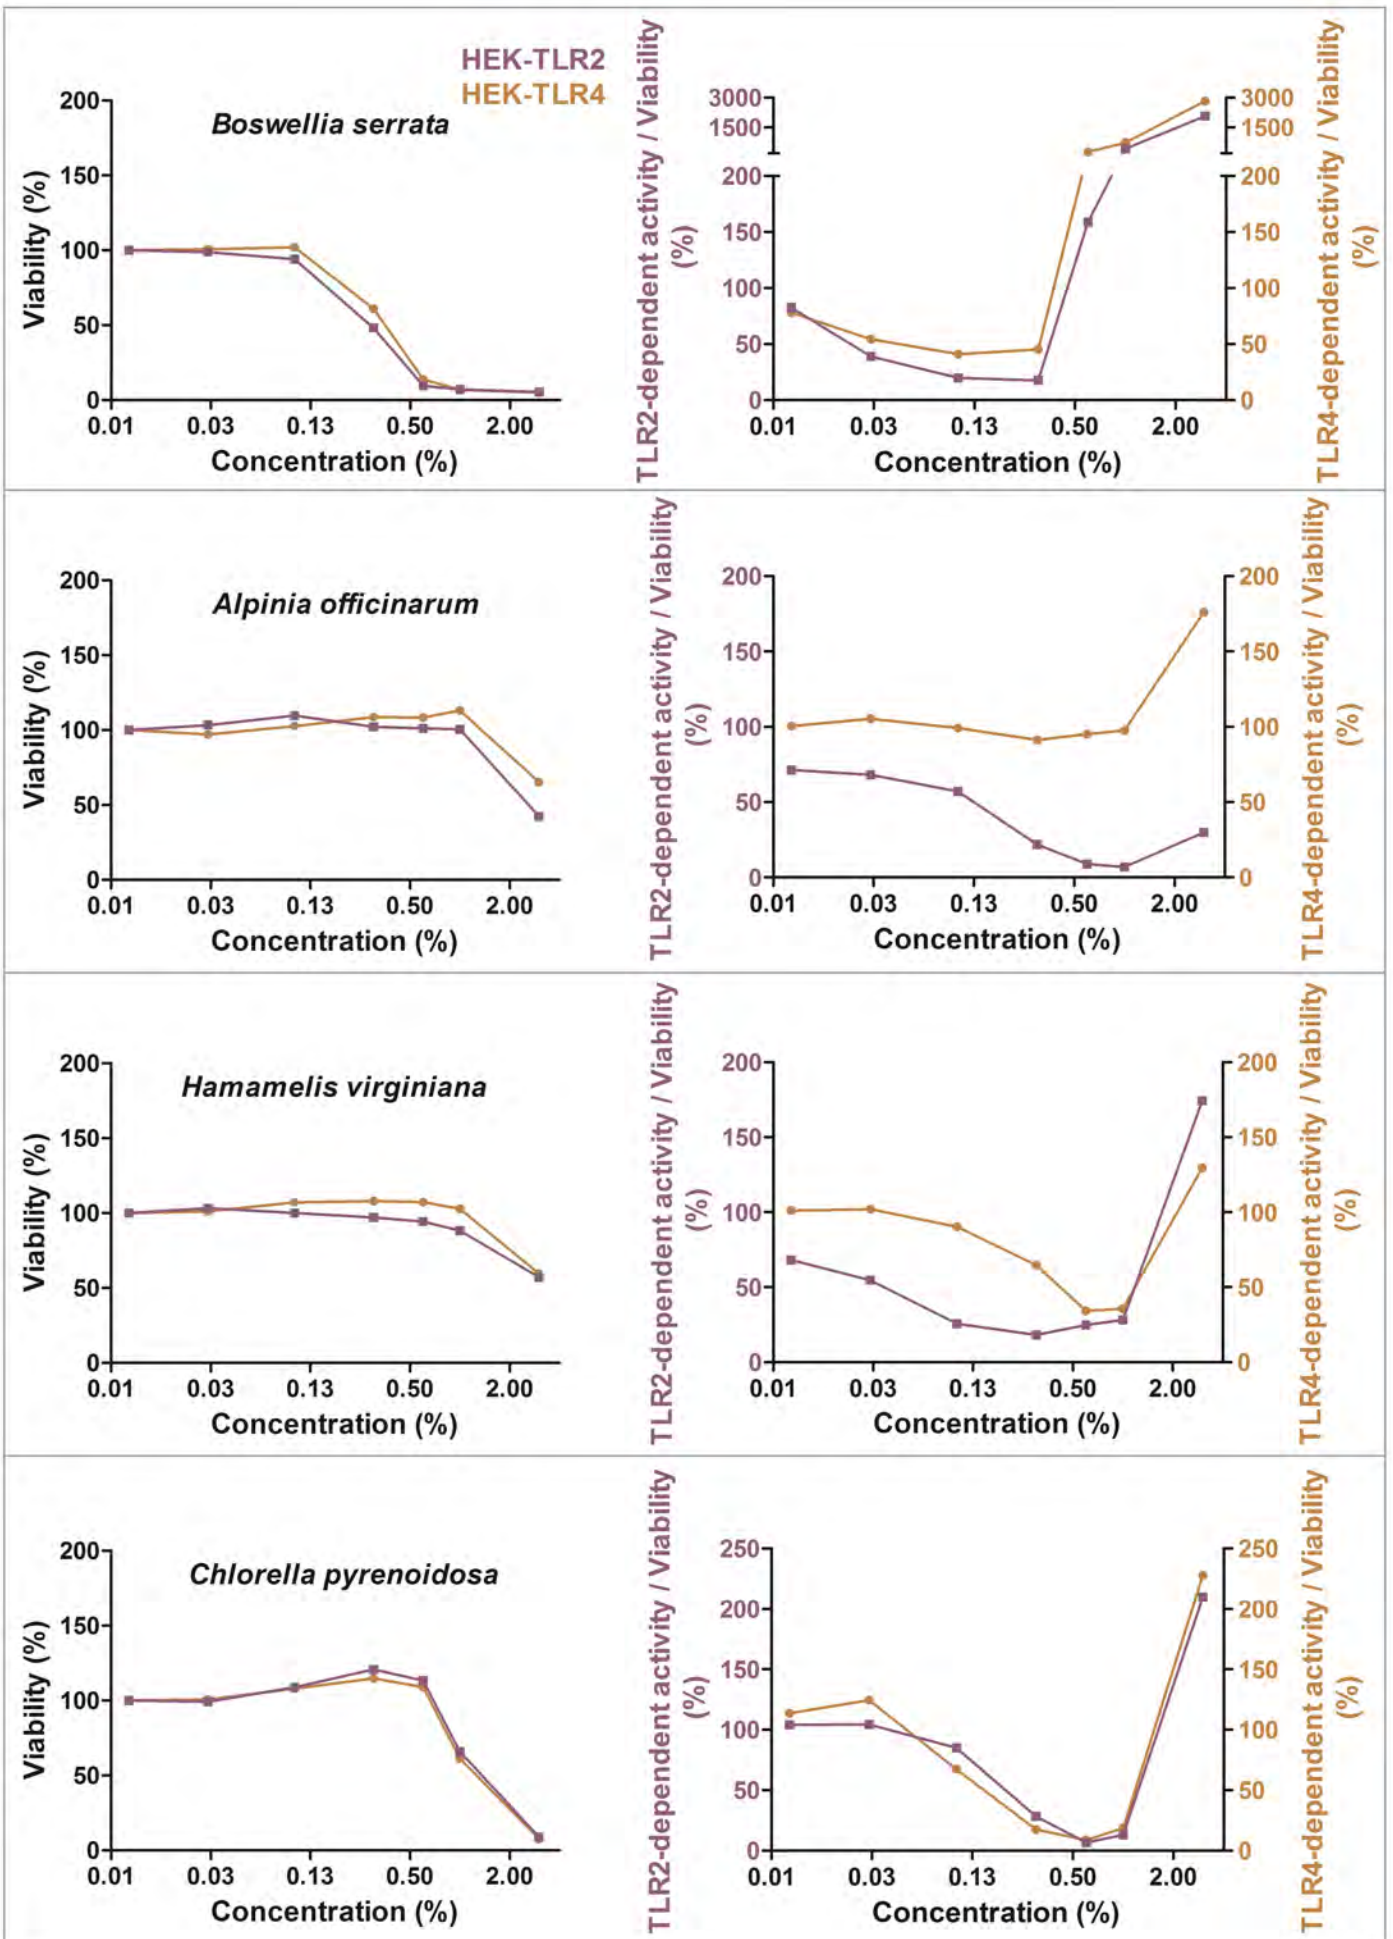 HEK-TLR2
HEK-TLR4
Boswellia serrata
Viability (%)
200
150
100
50
0
0.01 0.03 0.13 0.50 2.00
Concentration (%)
TLR2-dependent activity / Viability
(%)
3000
1500
200
150
100
50
0
0.01 0.03 0.13 0.50 2.00
Concentration (%)
3000
1500
200
150
100
50
0
TLR4-dependent activity / Viability
(%)
Alpinia officinarum
Viability (%)
200
150
100
50
0
0.01 0.03 0.13 0.50 2.00
Concentration (%)
TLR2-dependent activity / Viability
(%)
200
150
100
50
0
0.01 0.03 0.13 0.50 2.00
Concentration (%)
200
150
100
50
0
TLR4-dependent activity / Viability
(%)
Hamamelis virginiana
Viability (%)
200
150
100
50
0
0.01 0.03 0.13 0.50 2.00
Concentration (%)
TLR2-dependent activity / Viability
(%)
200
150
100
50
0
0.01 0.03 0.13 0.50 2.00
Concentration (%)
200
150
100
50
0
TLR4-dependent activity / Viability
(%)
Chlorella pyrenoidosa
Viability (%)
200
150
100
50
0
0.01 0.03 0.13 0.50 2.00
Concentration (%)
TLR2-dependent activity / Viability
(%)
250
200
150
100
50
0
0.01 0.03 0.13 0.50 2.00
Concentration (%)
250
200
150
100
50
0
TLR4-dependent activity / Viability
(%)